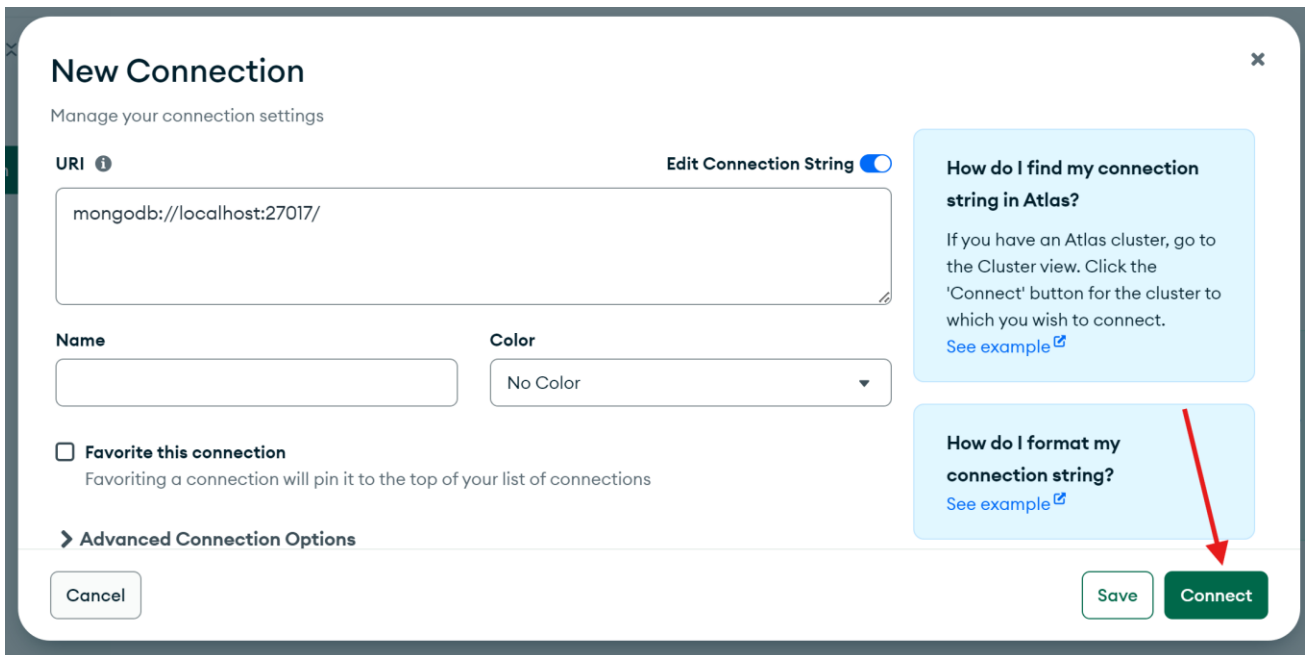 New Connection
Manage your connection settings
URI
Edit Connection String
mongodb://localhost:27017/
Name
Color
No Color
Favorite this connection
Favoriting a connection will pin it to the top of your list of connections
Advanced Connection Options
How do I find my connection
string in Atlas?
If you have an Atlas cluster, go to
the Cluster view. Click the
'Connect' button for the cluster to
which you wish to connect.
See example
How do I format my
connection string?
See example
Cancel
Save
Connect